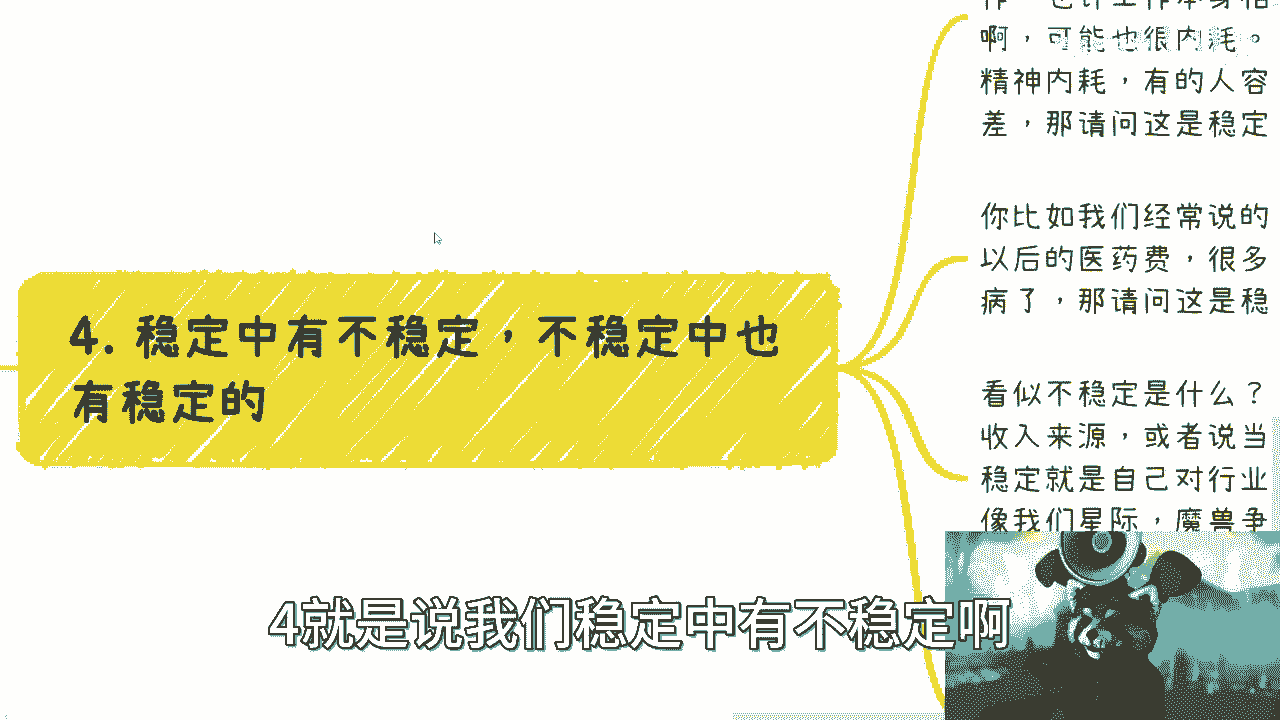 4. 稳定中有不稳定，不稳定中也
有稳定的
啊，可能也很内耗。
精神内耗，有的人容
差，那请问这是稳定
你比如我们经常说的
以后的医药费，很多
病了，那请问这是稳
看似不稳定是什么？
收入来源，或者说当
稳定就是自己对行业
像我们星际，魔兽争
4就是说我们稳定中有不稳定啊